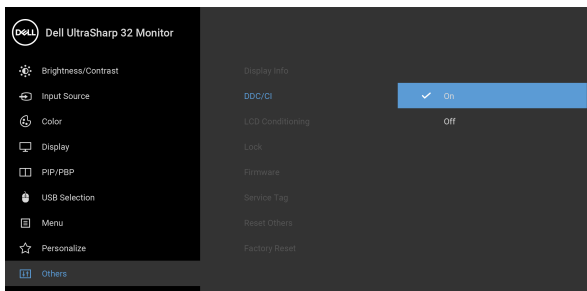 DELL Dell UltraSharp 32 Monitor
Brightness/Contrast
Input Source
Color
Display
PIP/PBP
USB Selection
Menu
Personalize
Others
Display Info
DDC/CI
LCD Conditioning
Lock
Firmware
Service Tag
Reset Others
Factory Reset
On
Off